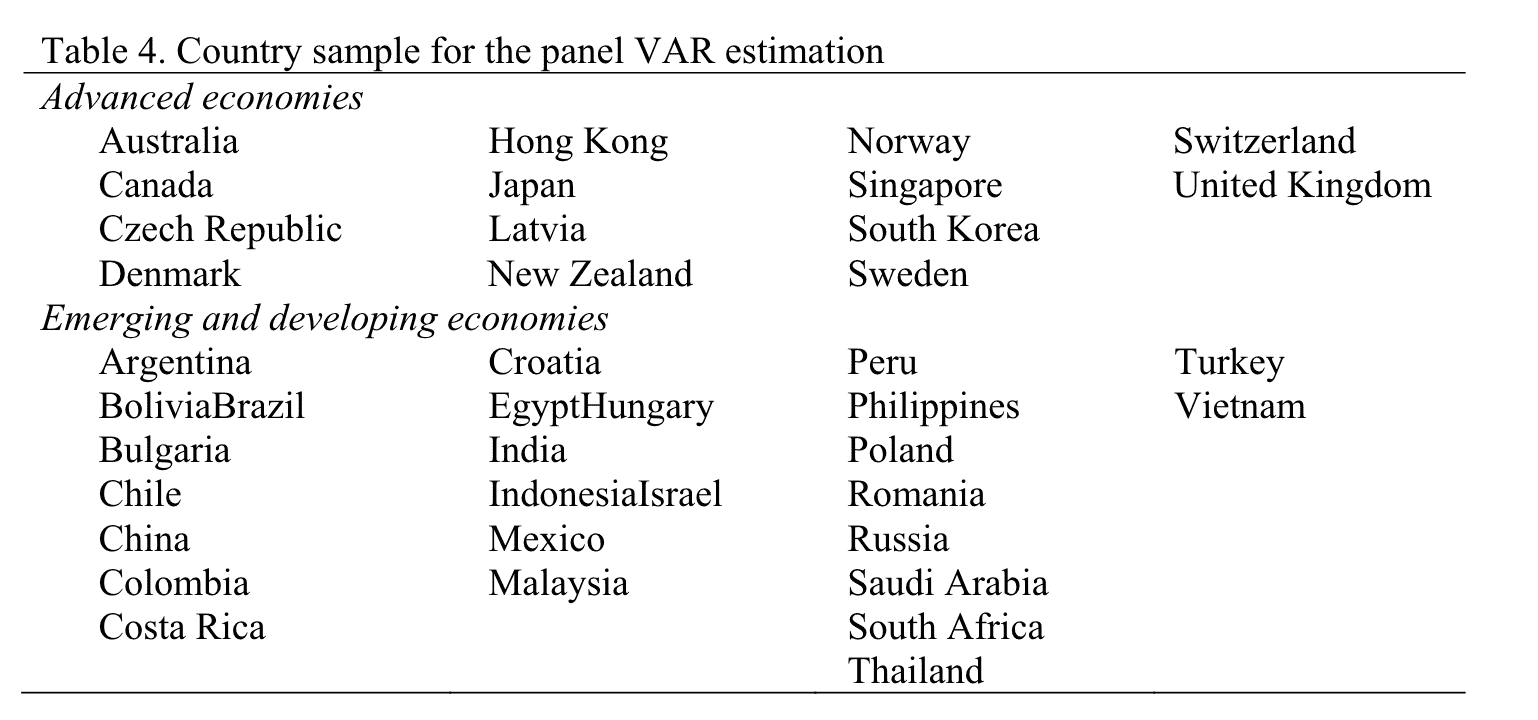 Table 4. Country sample for the panel VAR estimation
Advanced economies
Australia Hong Kong Norway Switzerland
Canada Japan Singapore United Kingdom
Czech Republic Latvia South Korea
Denmark New Zealand Sweden
Emerging and developing economies
Argentina Croatia Peru Turkey
BoliviaBrazil EgyptHungary Philippines Vietnam
Bulgaria India Poland
Chile IndonesiaIsrael Romania
China Mexico Russia
Colombia Malaysia Saudi Arabia
Costa Rica South Africa
Thailand